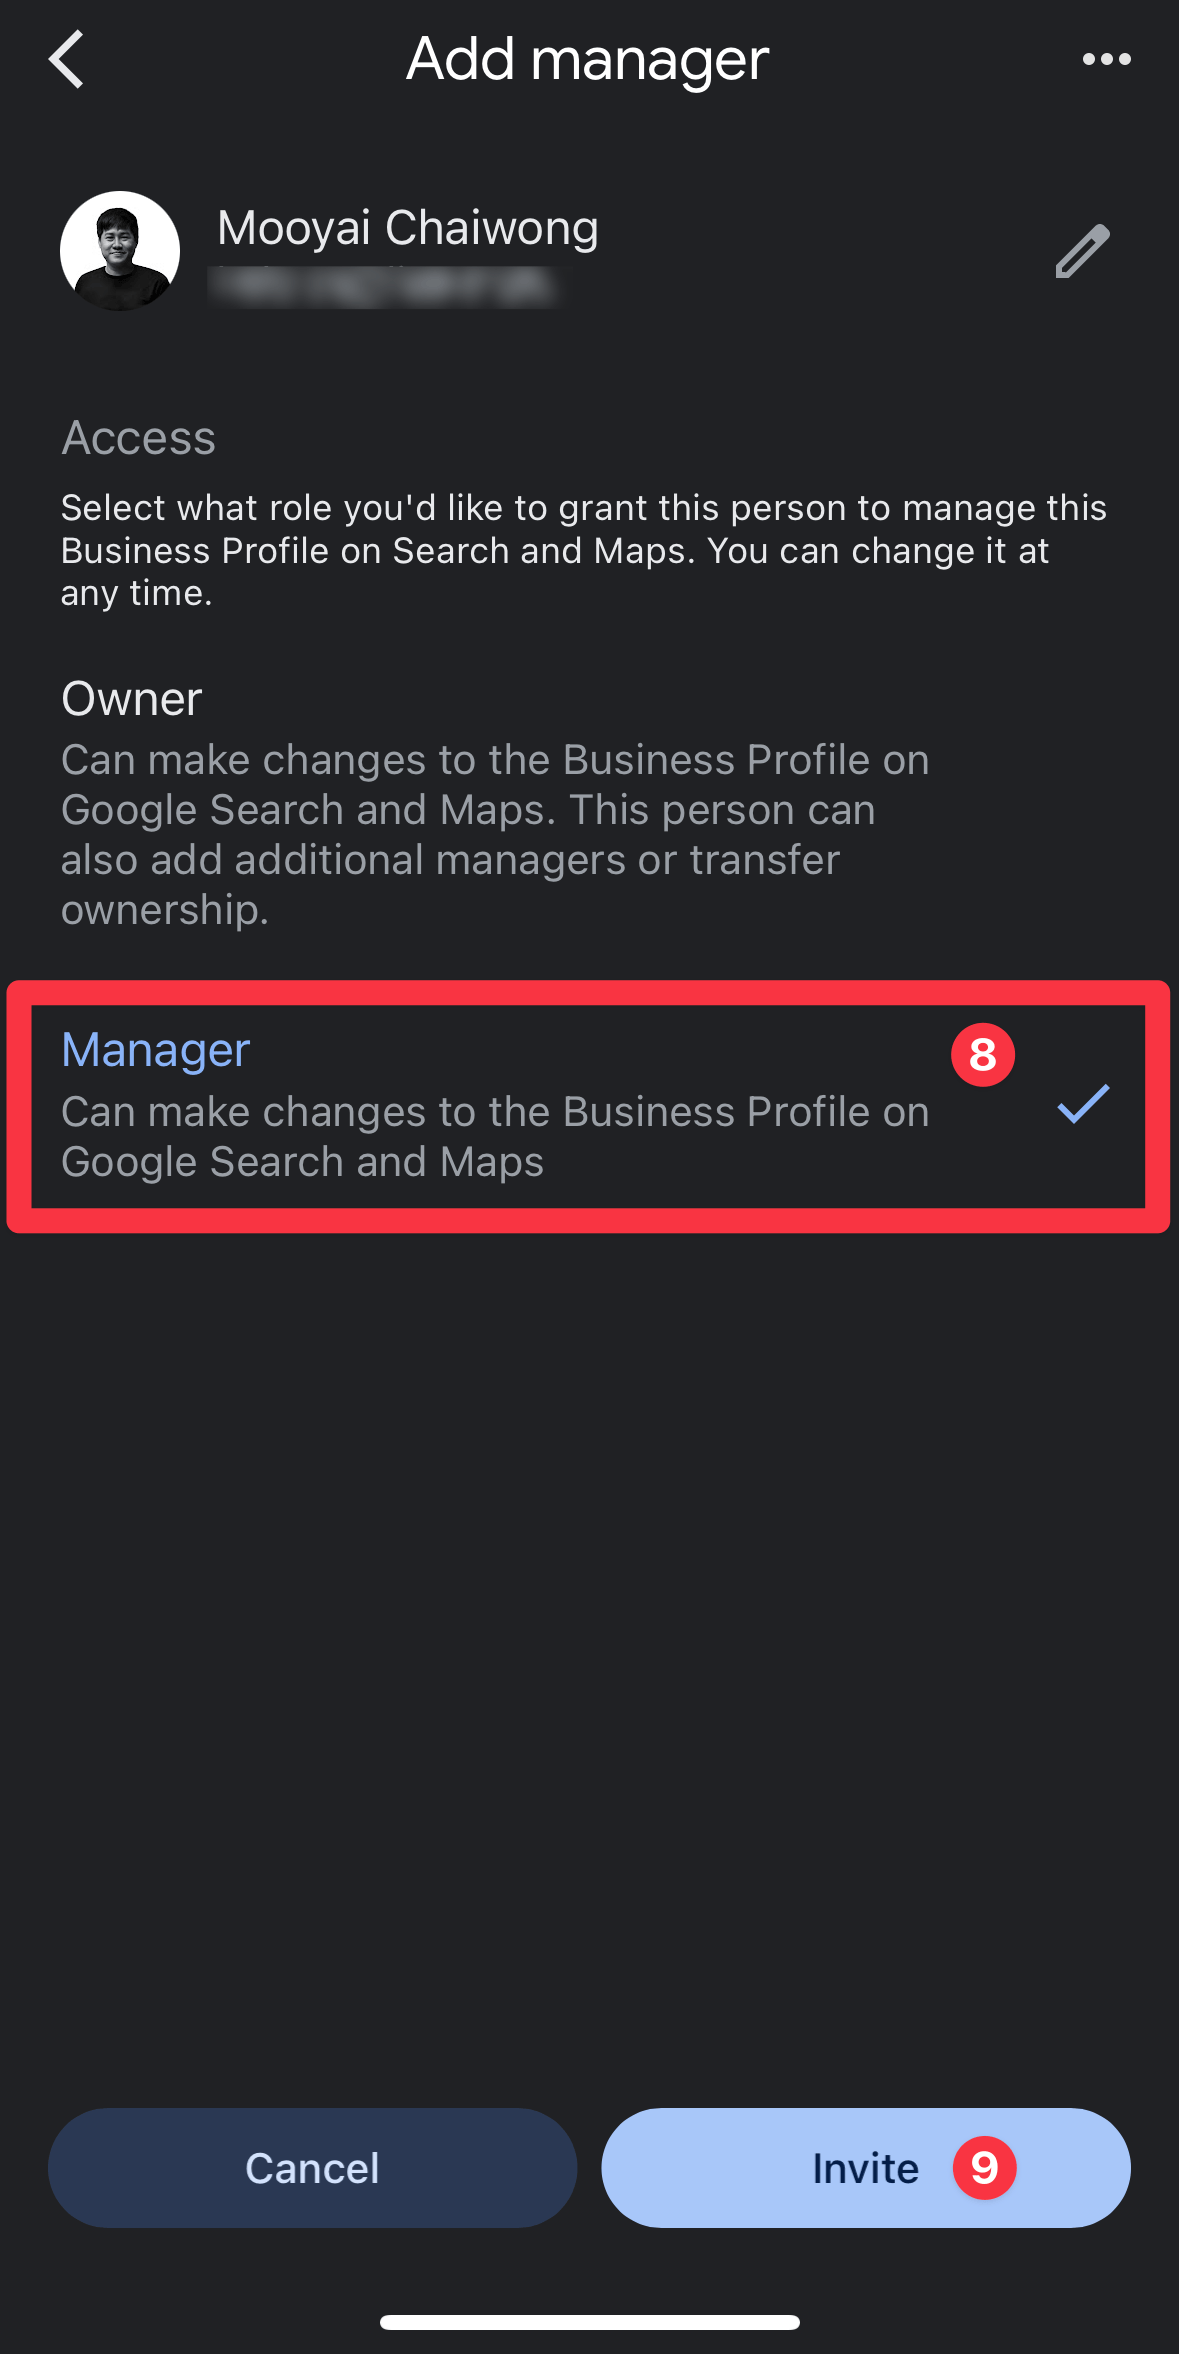 Add manager
Mooyai Chaiwong
Access
Select what role you'd like to grant this person to manage this
Business Profile on Search and Maps. You can change it at
any time.
Owner
Can make changes to the Business Profile on
Google Search and Maps. This person can
also add additional managers or transfer
ownership.
Manager
8
Can make changes to the Business Profile on
Google Search and Maps
Cancel
Invite 9